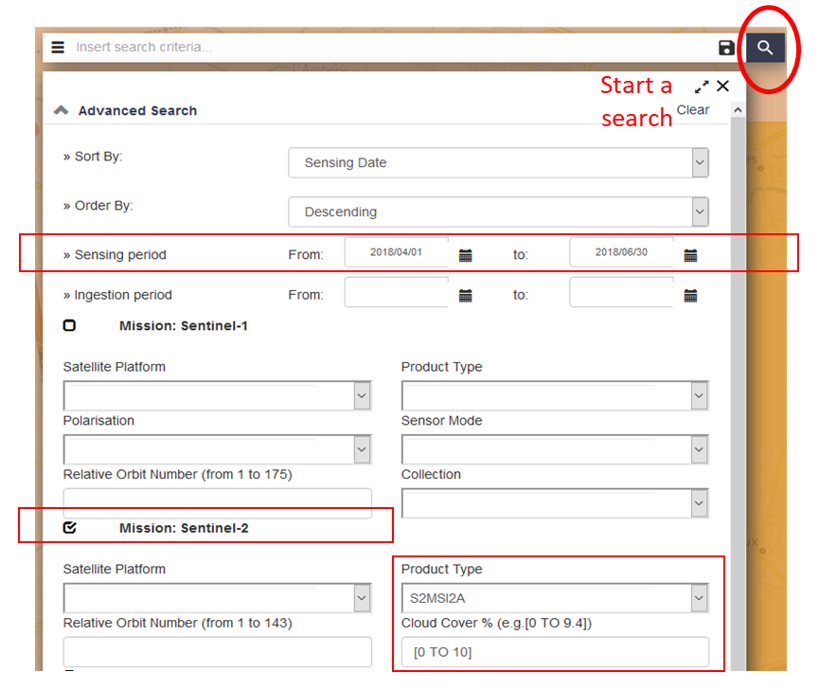 Insert search criteria...
Start a
search
Clear
Advanced Search
» Sort By: Sensing Date
» Order By: Descending
» Sensing period From: 2018/04/01 to: 2018/06/30
» Ingestion period From: to:
Mission: Sentinel-1
Satellite Platform Product Type
Polarisation Sensor Mode
Relative Orbit Number (from 1 to 175) Collection
Mission: Sentinel-2
Satellite Platform Product Type
S2MSI2A
Relative Orbit Number (from 1 to 143) Cloud Cover % (e.g.[0 TO 9.4])
[0 TO 10]